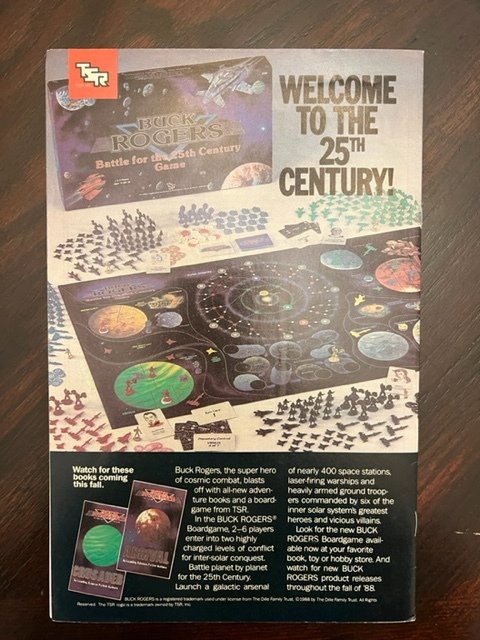 TSR
BUCK
ROGERS
Battle for the 25th Century
Game
WELCOME
TO THE
25TH
CENTURY!
Watch for these
books coming
this fall.
ARRIVAL
Buck Rogers, the super hero
of cosmic combat, blasts
off with all-new adven-
ture books and a board-
game from TSR.
In the BUCK ROGERS®
Boardgame, 2–6 players
enter into two highly
charged levels of conflict
for inter-solar conquest.
Battle planet by planet
for the 25th Century.
Launch a galactic arsenal
of nearly 400 space stations,
laser-firing warships and
heavily armed ground troop-
ers commanded by six of the
inner solar system's greatest
heroes and vicious villains.
Look for the new BUCK
ROGERS Boardgame avail-
able now at your favorite
book, toy or hobby store. And
watch for new BUCK
ROGERS product releases
throughout the fall of '88.
BUCK ROGERS is a registered trademark used under license from The Dille Family Trust. ©1988 by The Dille Family Trust. All Rights
Reserved. The TSR logo is a trademark owned by TSR, Inc.